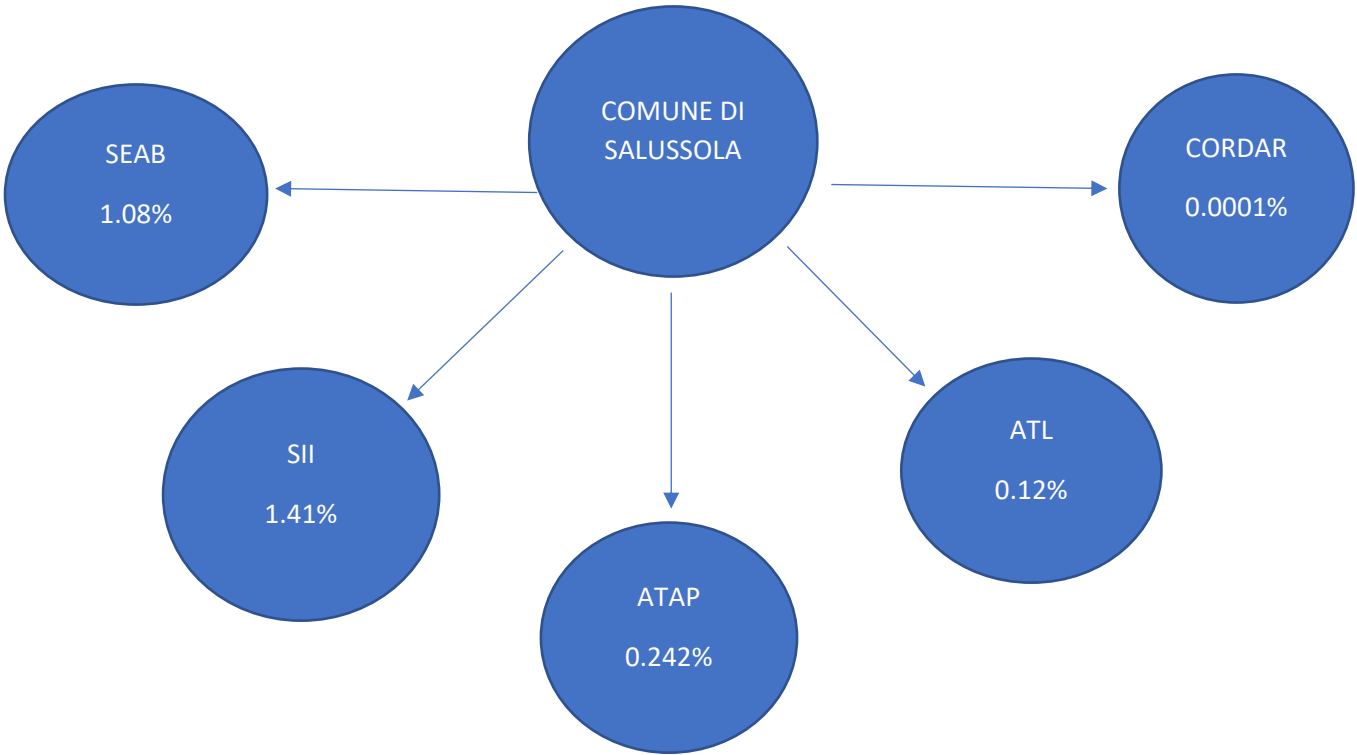 COMUNE DI
SALUSSOLA
SEAB
1.08%
CORDAR
0.0001%
SII
1.41%
ATL
0.12%
ATAP
0.242%